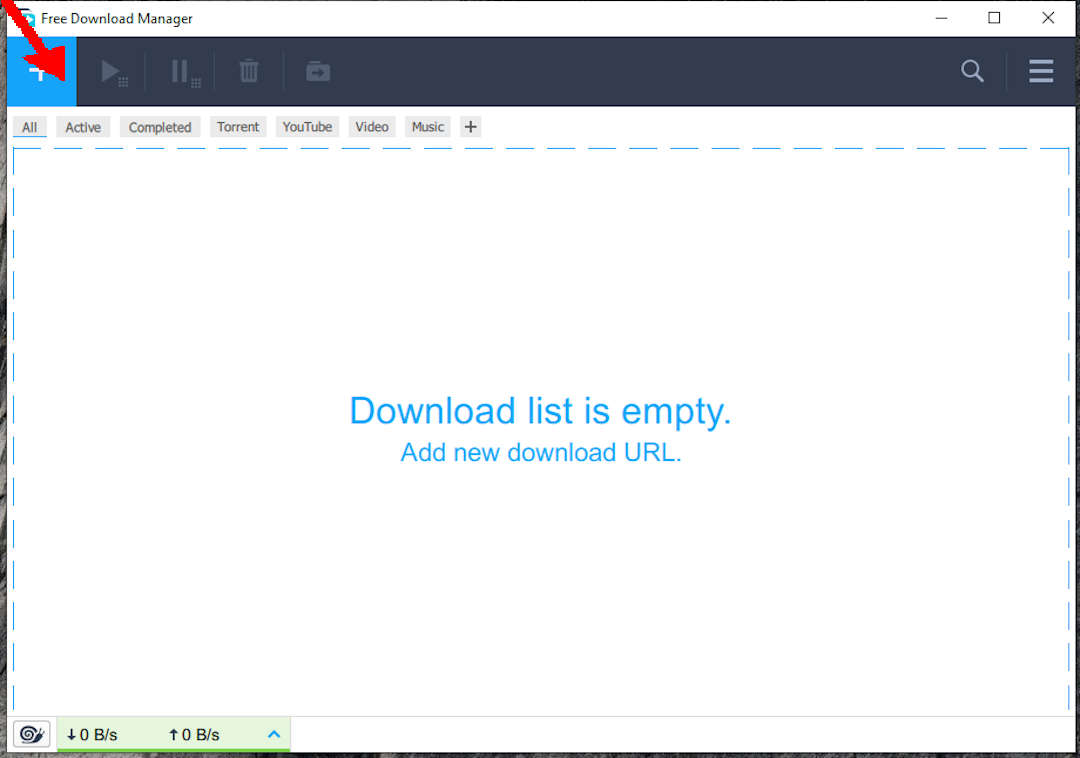 Free Download Manager
All Active Completed Torrent YouTube Video Music +
Download list is empty.
Add new download URL.
↓0 B/s ↑0 B/s